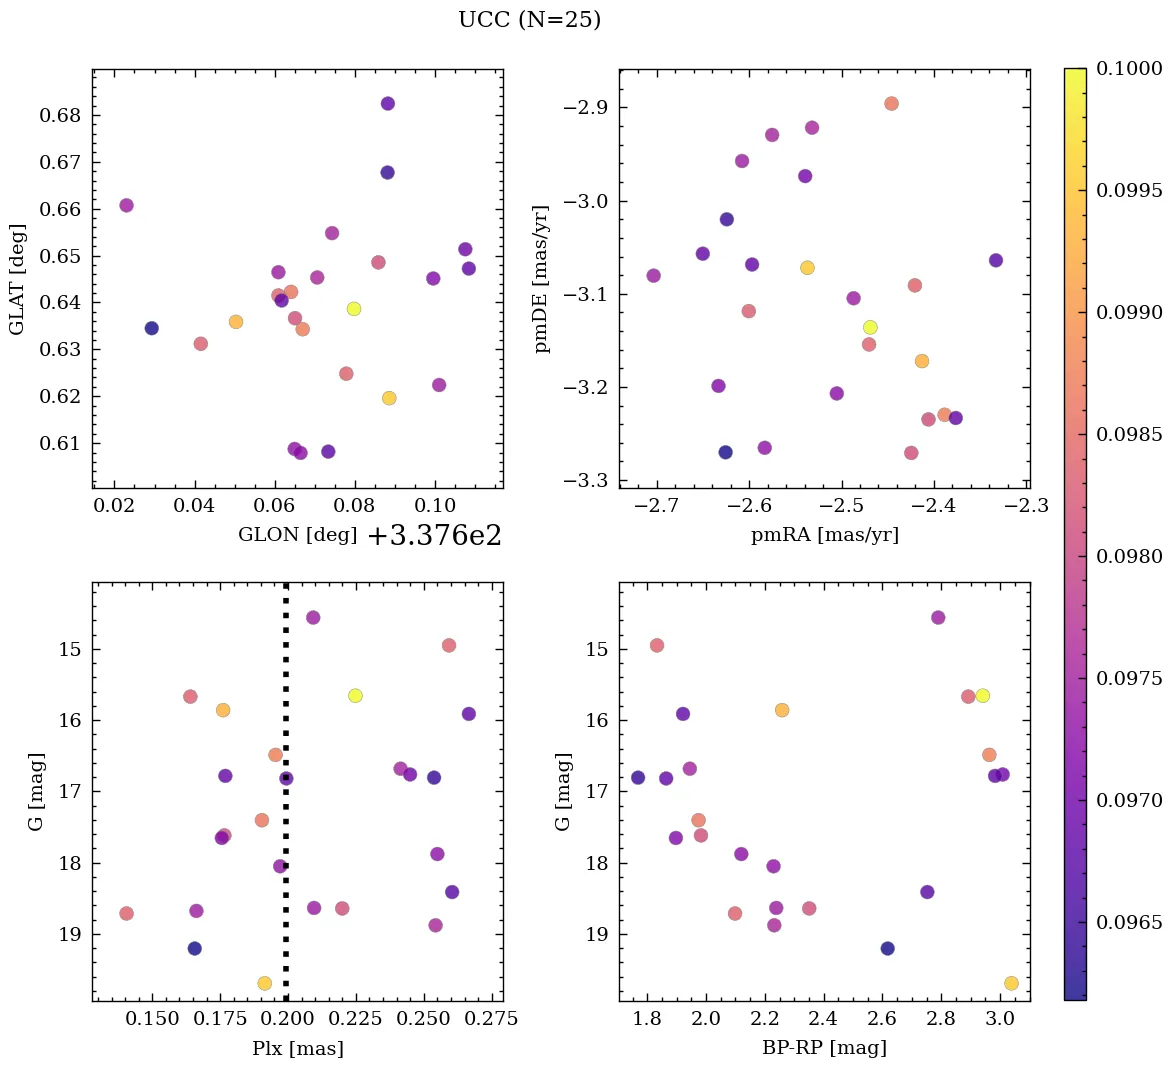 UCC (N=25)
0.68
0.67
0.66
0.65
0.64
0.63
0.62
0.61
GLAT [deg]
0.02 0.04 0.06 0.08 0.10
GLON [deg] +3.376e2
−2.9
−3.0
−3.1
−3.2
−3.3
pmDE [mas/yr]
−2.7 −2.6 −2.5 −2.4 −2.3
pmRA [mas/yr]
15
16
17
18
19
G [mag]
0.150 0.175 0.200 0.225 0.250 0.275
Plx [mas]
15
16
17
18
19
G [mag]
1.8 2.0 2.2 2.4 2.6 2.8 3.0
BP-RP [mag]
0.1000
0.0995
0.0990
0.0985
0.0980
0.0975
0.0970
0.0965